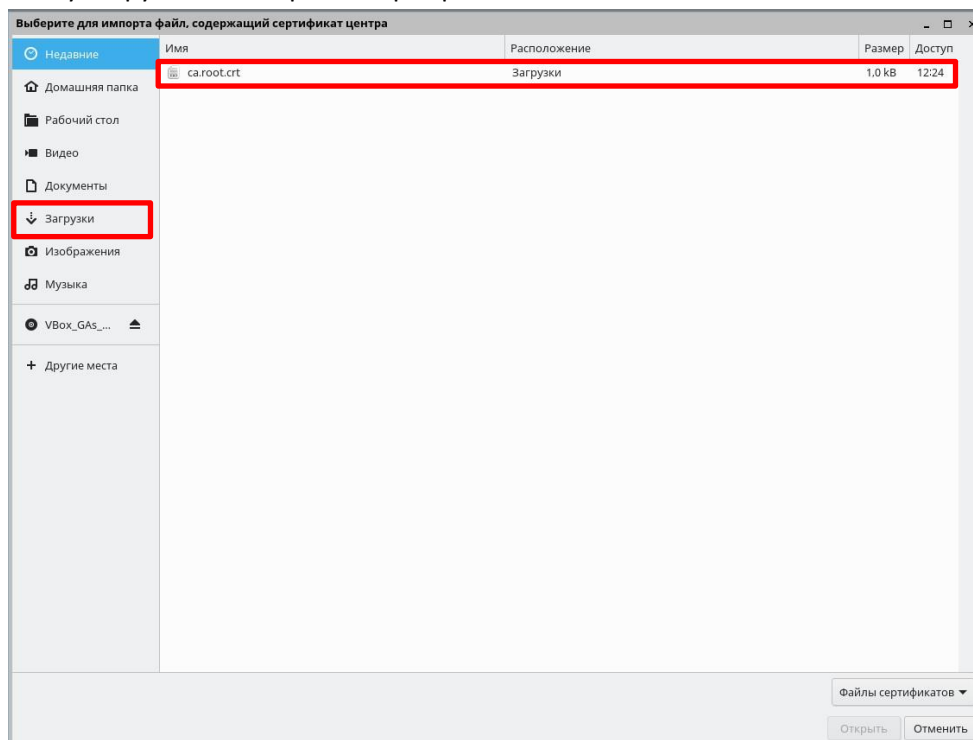 Выберите для импорта файл, содержащий сертификат центра
Недавние
Домашняя папка
Рабочий стол
Видео
Документы
Загрузки
Изображения
Музыка
VBox_GAs_...
Другие места
Имя Расположение Размер Доступ
ca.root.crt Загрузки 1,0 kB 12:24
Файлы сертификатов
Открыть Отменить